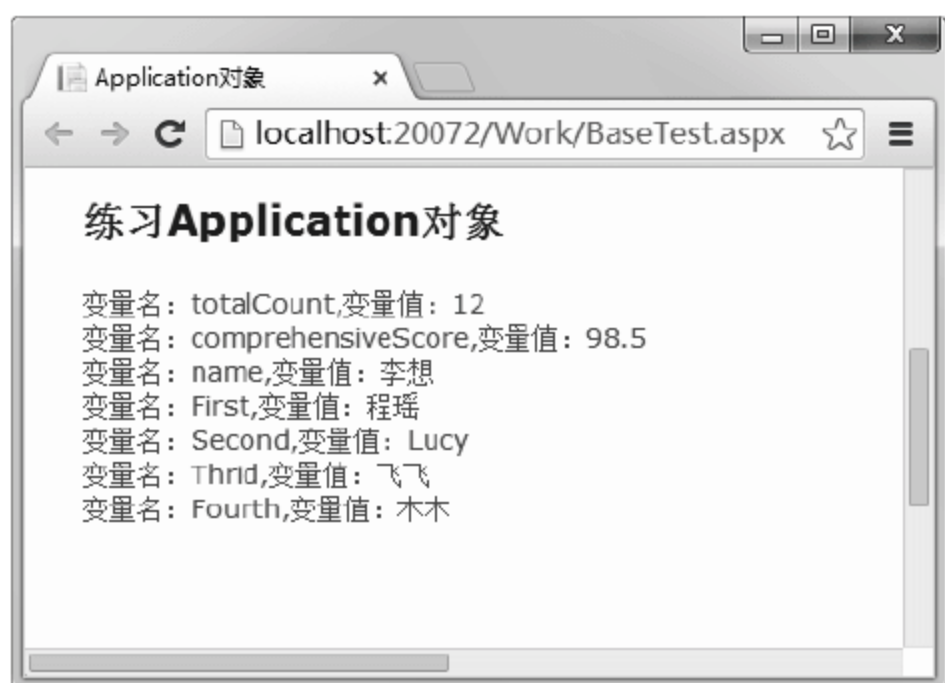 Application对象
localhost:20072/Work/BaseTest.aspx
练习Application对象
变量名：totalCount,变量值：12
变量名：comprehensiveScore,变量值：98.5
变量名：name,变量值：李想
变量名：First,变量值：程瑶
变量名：Second,变量值：Lucy
变量名：Thrid,变量值：飞飞
变量名：Fourth,变量值：木木